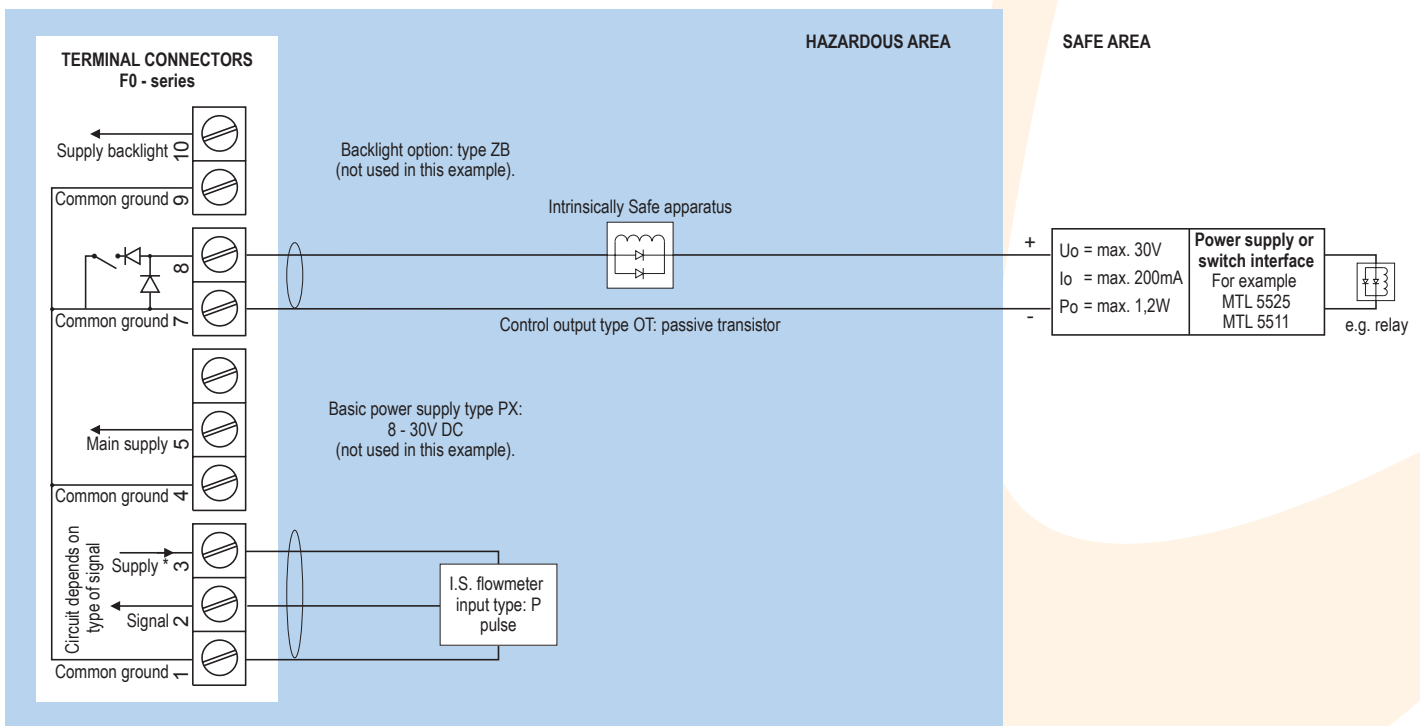 HAZARDOUS AREA
SAFE AREA
TERMINAL CONNECTORS
F0 - series
Supply backlight 10
Common ground 9
8
Common ground 7
Main supply 5
Common ground 4
Circuit depends on
type of signal
Supply * 3
Signal 2
Common ground 1
Backlight option: type ZB
(not used in this example).
Intrinsically Safe apparatus
Control output type OT: passive transistor
Basic power supply type PX:
8 - 30V DC
(not used in this example).
I.S. flowmeter
input type: P
pulse
+
-
Uo = max. 30V
Io = max. 200mA
Po = max. 1,2W
Power supply or
switch interface
For example
MTL 5525
MTL 5511
e.g. relay